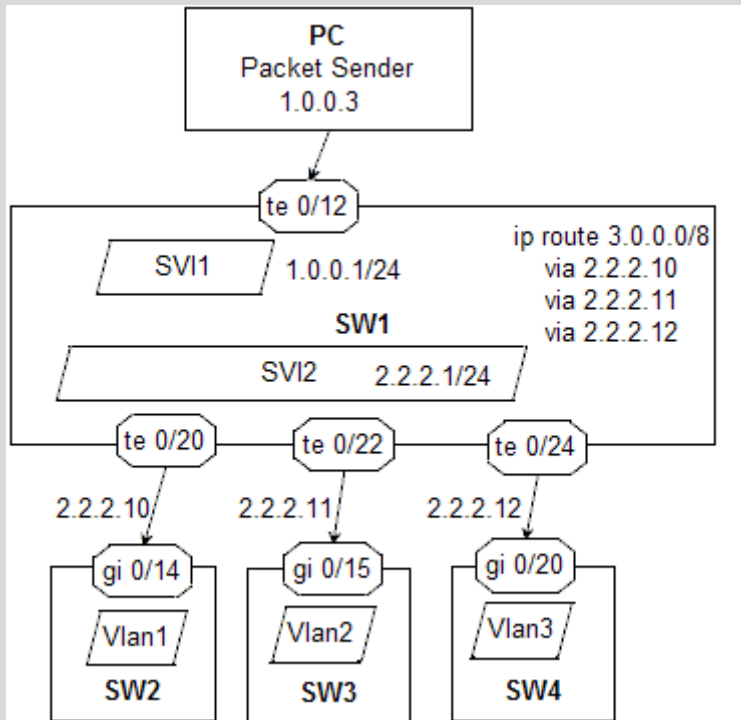 PC
Packet Sender
1.0.0.3
te 0/12
SVI1
1.0.0.1/24
ip route 3.0.0.0/8
via 2.2.2.10
via 2.2.2.11
via 2.2.2.12
SW1
SVI2
2.2.2.1/24
te 0/20
te 0/22
te 0/24
2.2.2.10
2.2.2.11
2.2.2.12
gi 0/14
gi 0/15
gi 0/20
Vlan1
Vlan2
Vlan3
SW2
SW3
SW4